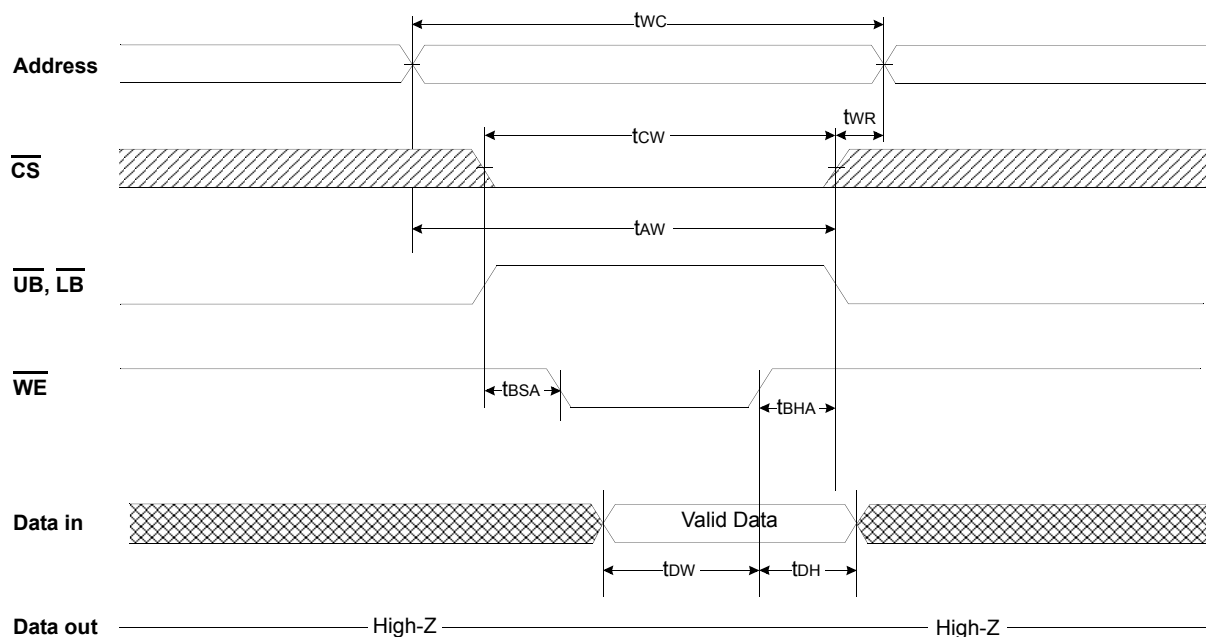 tWC
Address
tWR
tCW
CS
tAW
UB, LB
WE
tBSA
tBHA
Data in
Valid Data
tDW
tDH
Data out
High-Z
High-Z